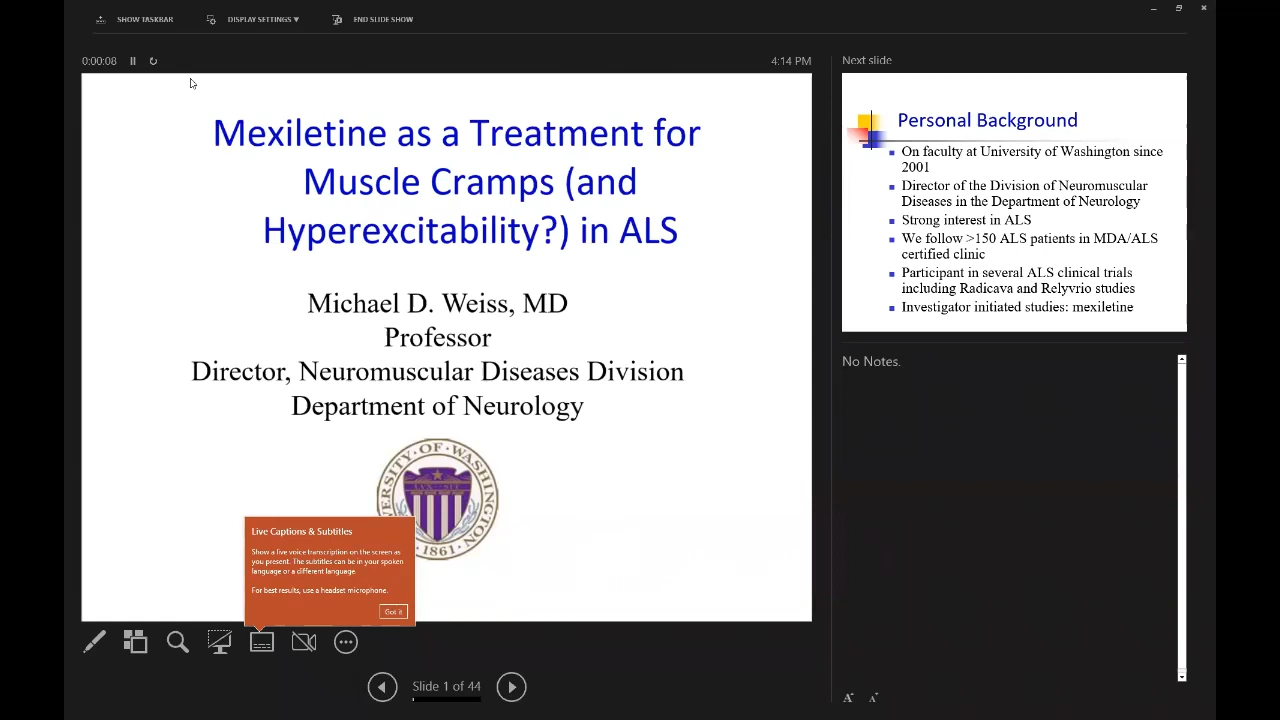 SHOW TASKBAR
DISPLAY SETTINGS ▼
END SLIDE SHOW
0:00:08
4:14 PM
Mexiletine as a Treatment for
Muscle Cramps (and
Hyperexcitability?) in ALS
Michael D. Weiss, MD
Professor
Director, Neuromuscular Diseases Division
Department of Neurology
OF WASHINGTON
1861
Live Captions & Subtitles
Show a live voice transcription on the screen as
you present. The subtitles can be in your spoken
language or a different language.
For best results, use a headset microphone.
Got it
Slide 1 of 44
Next slide
Personal Background
On faculty at University of Washington since
2001
Director of the Division of Neuromuscular
Diseases in the Department of Neurology
Strong interest in ALS
We follow >150 ALS patients in MDA/ALS
certified clinic
Participant in several ALS clinical trials
including Radicava and Relyvrio studies
Investigator initiated studies: mexiletine
No Notes.
A
A